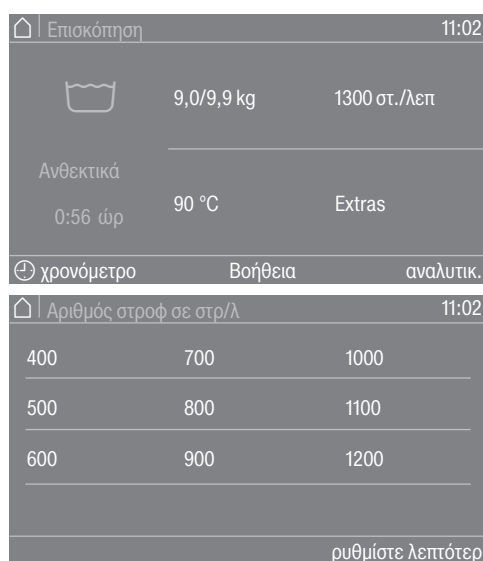 Επισκόπηση 11:02
9,0/9,9 kg 1300 στ./λεπ
Ανθεκτικά
0:56 ώρ
90 °C Extras
χρονόμετρο Βοήθεια αναλυτικ.
Αριθμός στροφ σε στρ/λ 11:02
400 700 1000
500 800 1100
600 900 1200
ρυθμίστε λεπτότερ